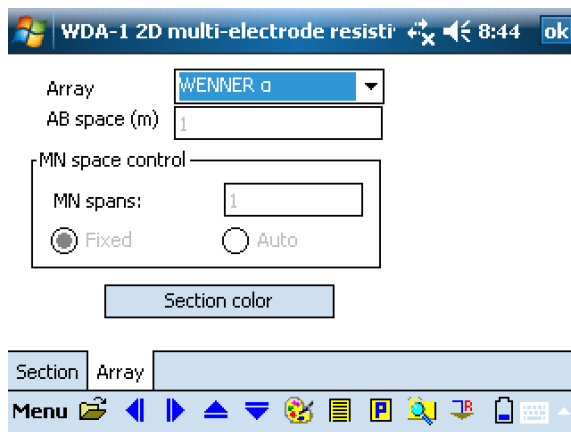 WDA-1 2D multi-electrode resisti 8:44 ok
Array WENNER α
AB space (m) 1
MN space control
MN spans: 1
Fixed Auto
Section color
Section Array
Menu P R